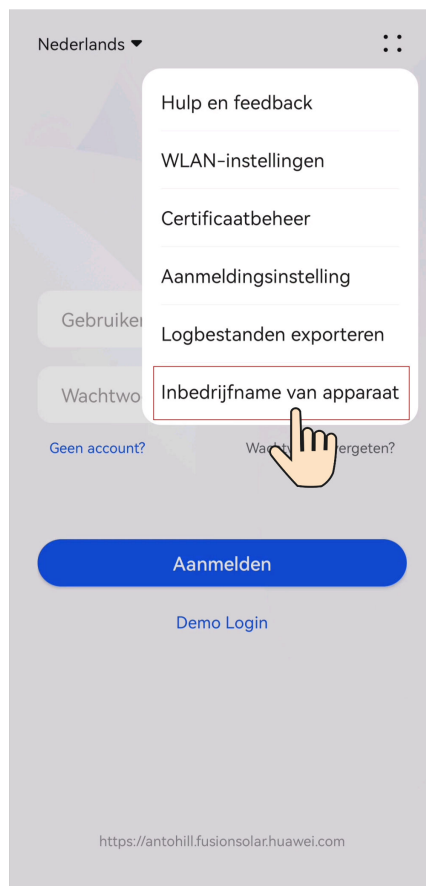 Nederlands
Hulp en feedback
WLAN-instellingen
Certificaatbeheer
Aanmeldingsinstelling
Logbestanden exporteren
Inbedrijfname van apparaat
Geen account?
Aanmelden
Demo Login
https://antohill.fusionsolar.huawei.com